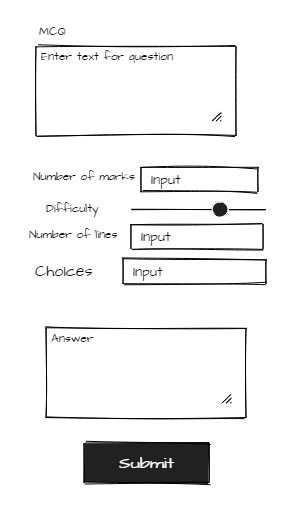 MCQ
Enter text for question
Number of marks Input
Difficulty
Number of lines Input
Choices Input
Answer
Submit